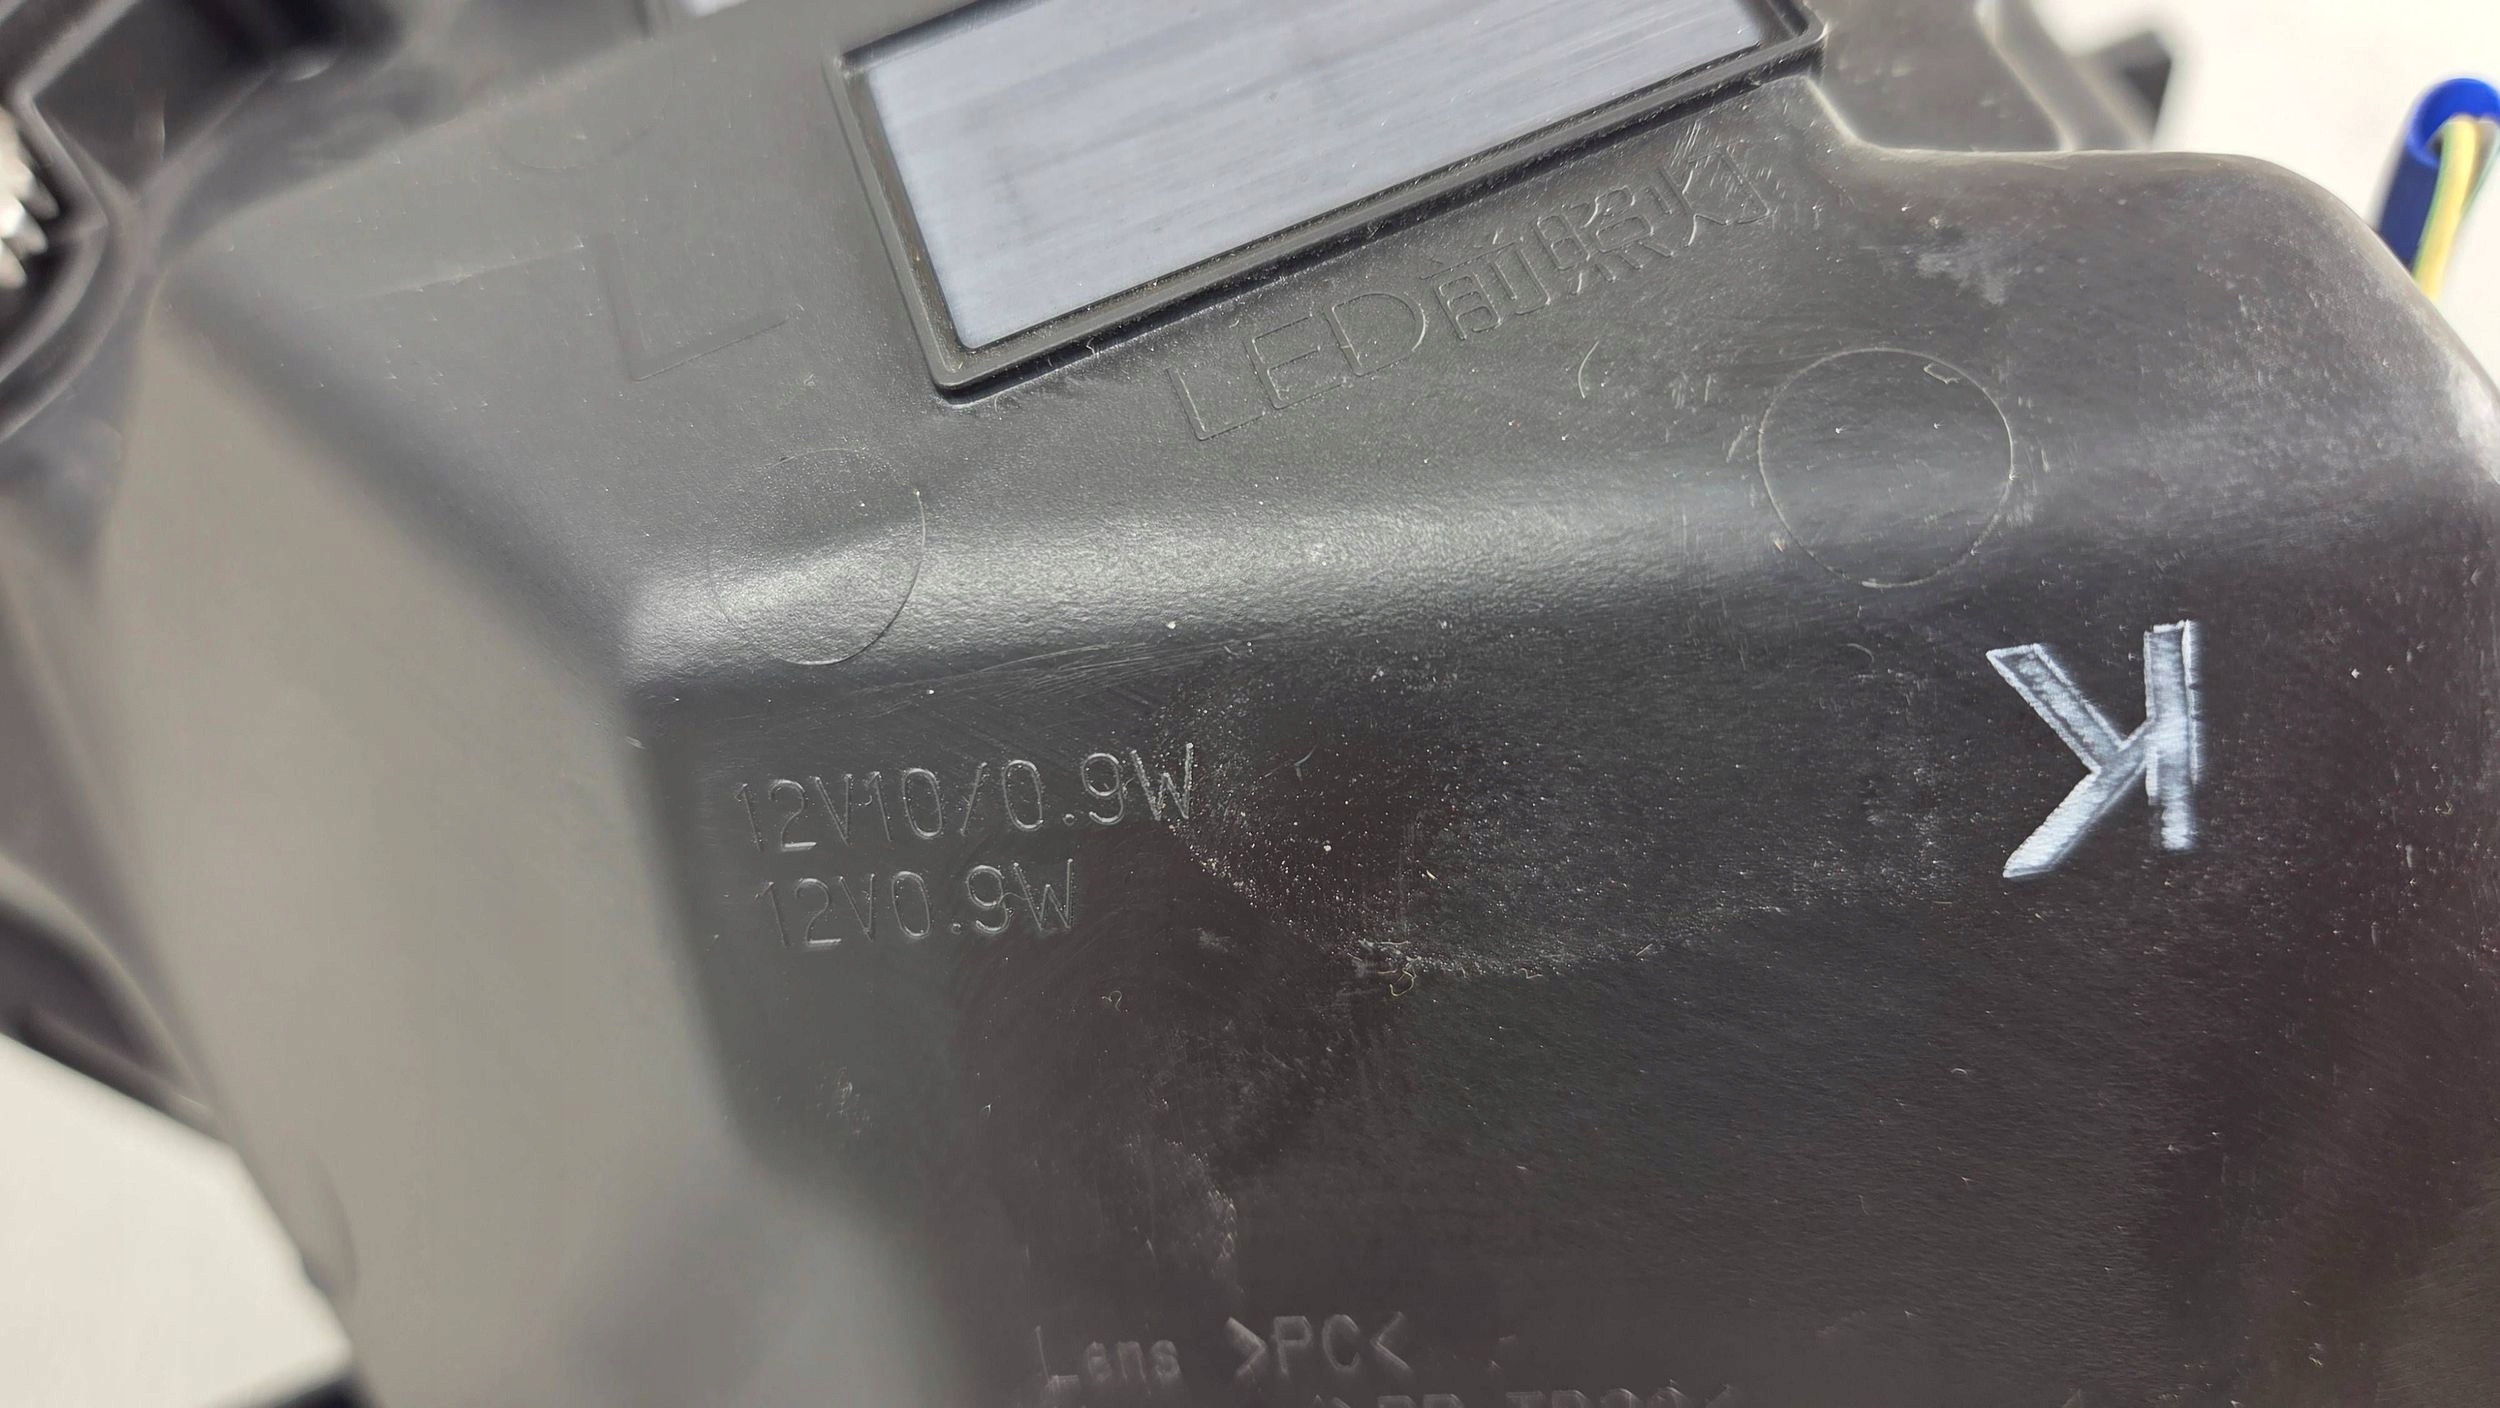 L
LED前照灯
K
12V10/0.9W
12V0.9W
Lens >PC<